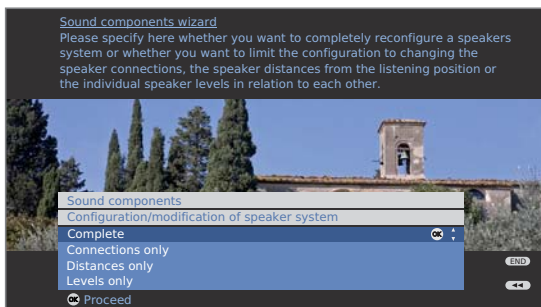 Sound components wizard
Please specify here whether you want to completely reconfigure a speakers
system or whether you want to limit the configuration to changing the
speaker connections, the speaker distances from the listening position or
the individual speaker levels in relation to each other.
Sound components
Configuration/modification of speaker system
Complete OK
Connections only
Distances only
Levels only
END
OK Proceed